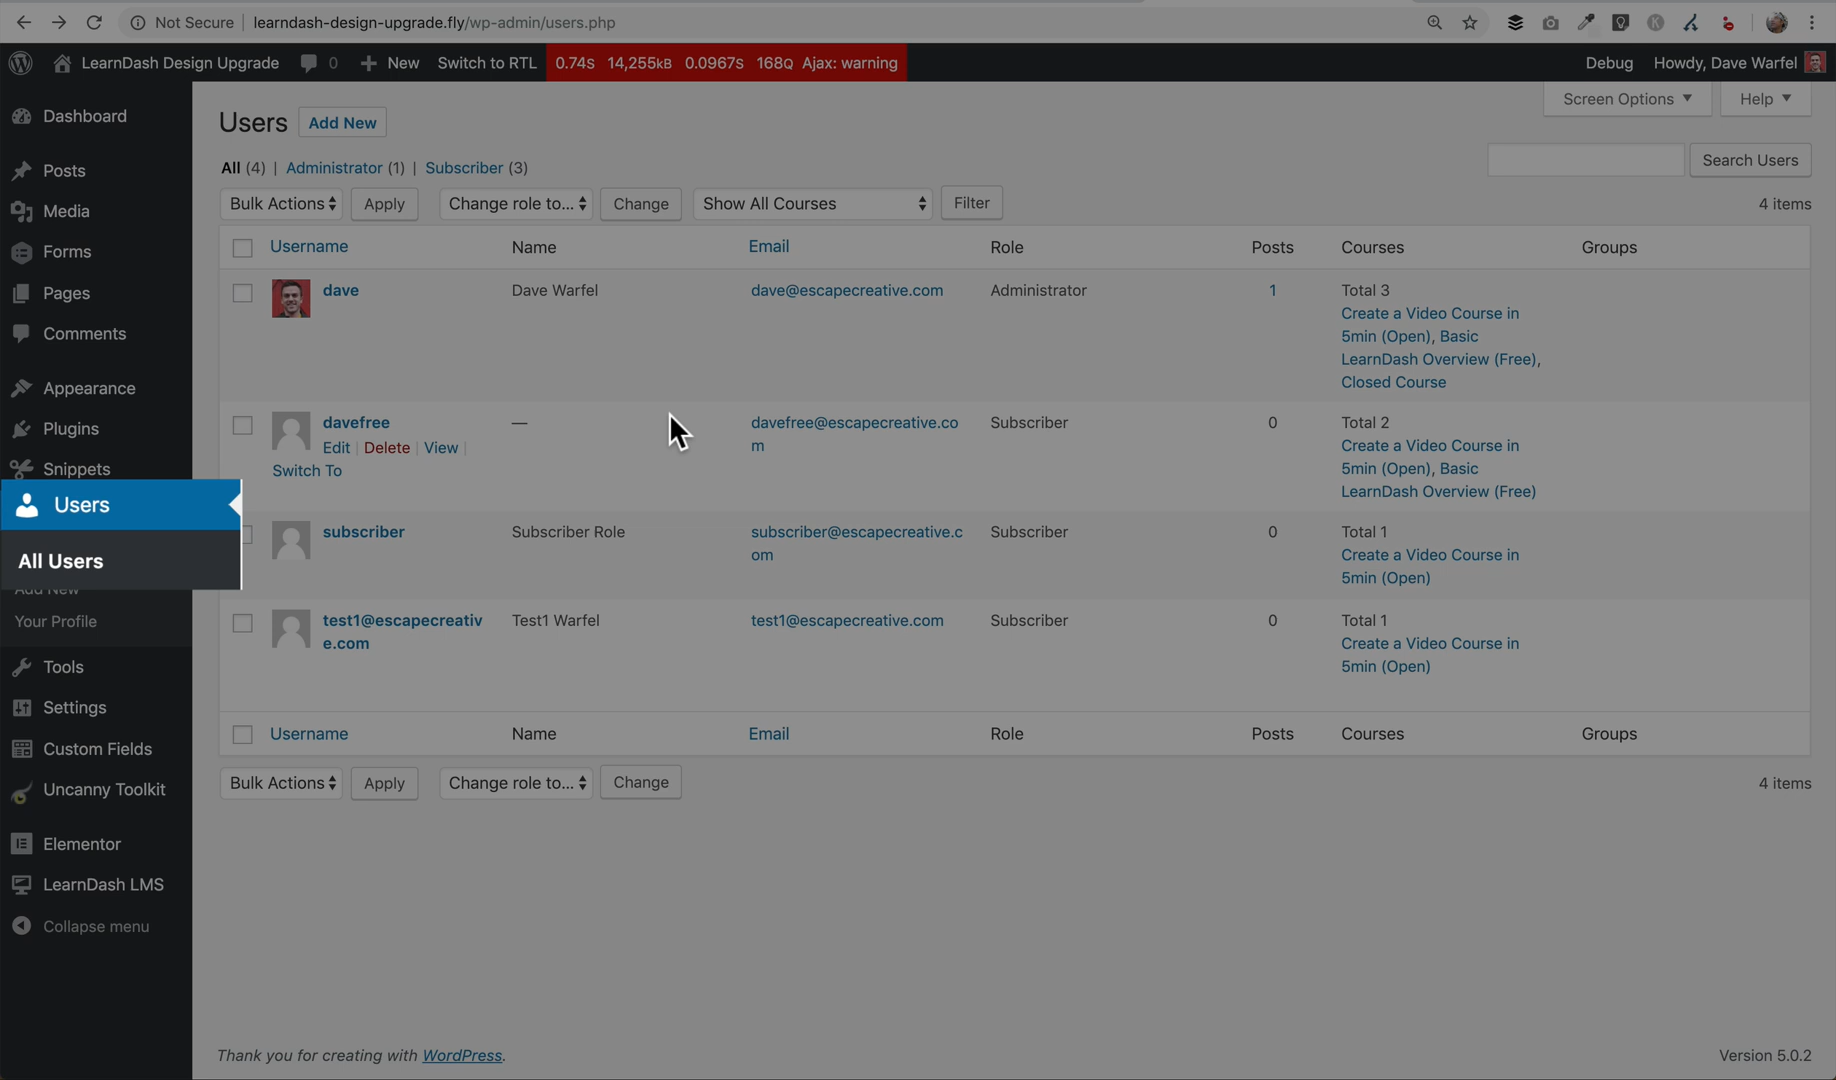 Not Secure | learndash-design-upgrade.fly/wp-admin/users.php
LearnDash Design Upgrade 0 New Switch to RTL 0.74S 14,255KB 0.0967S 168Q Ajax: warning Debug Howdy, Dave Warfel
Screen Options Help
Dashboard
Posts
Media
Forms
Pages
Comments
Appearance
Plugins
Snippets
Users
All Users
Add New
Your Profile
Tools
Settings
Custom Fields
Uncanny Toolkit
Elementor
LearnDash LMS
Collapse menu
Users Add New
All (4) | Administrator (1) | Subscriber (3)
Search Users
Bulk Actions Apply Change role to... Change Show All Courses Filter 4 items
Username Name Email Role Posts Courses Groups
dave Dave Warfel dave@escapecreative.com Administrator 1 Total 3
Create a Video Course in
5min (Open), Basic
LearnDash Overview (Free),
Closed Course
davefree — davefree@escapecreative.co Subscriber 0 Total 2
Edit | Delete | View | m Create a Video Course in
Switch To 5min (Open), Basic
LearnDash Overview (Free)
subscriber Subscriber Role subscriber@escapecreative.c Subscriber 0 Total 1
om Create a Video Course in
5min (Open)
test1@escapecreativ Test1 Warfel test1@escapecreative.com Subscriber 0 Total 1
e.com Create a Video Course in
5min (Open)
Username Name Email Role Posts Courses Groups
Bulk Actions Apply Change role to... Change 4 items
Thank you for creating with WordPress. Version 5.0.2